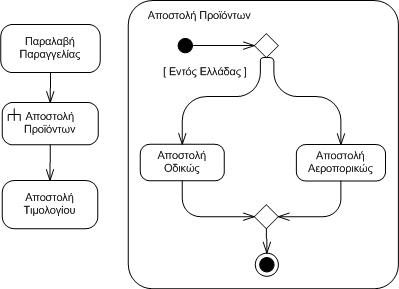 Παραλαβή
Παραγγελίας
Αποστολή
Προϊόντων
Αποστολή
Τιμολογίου
Αποστολή Προϊόντων
[ Εντός Ελλάδας ]
Αποστολή
Οδικώς
Αποστολή
Αεροπορικώς